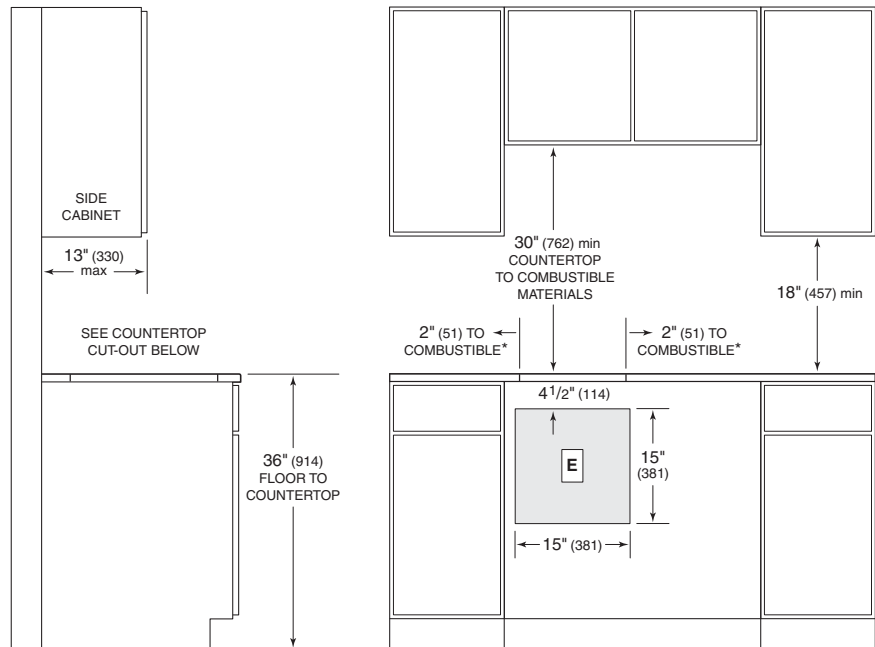 SIDE
CABINET
13" (330)
max
SEE COUNTERTOP
CUT-OUT BELOW
36" (914)
FLOOR TO
COUNTERTOP
30" (762) min
COUNTERTOP
TO COMBUSTIBLE
MATERIALS
18" (457) min
2" (51) TO
COMBUSTIBLE*
2" (51) TO
COMBUSTIBLE*
4 1/2" (114)
E
15"
(381)
15" (381)